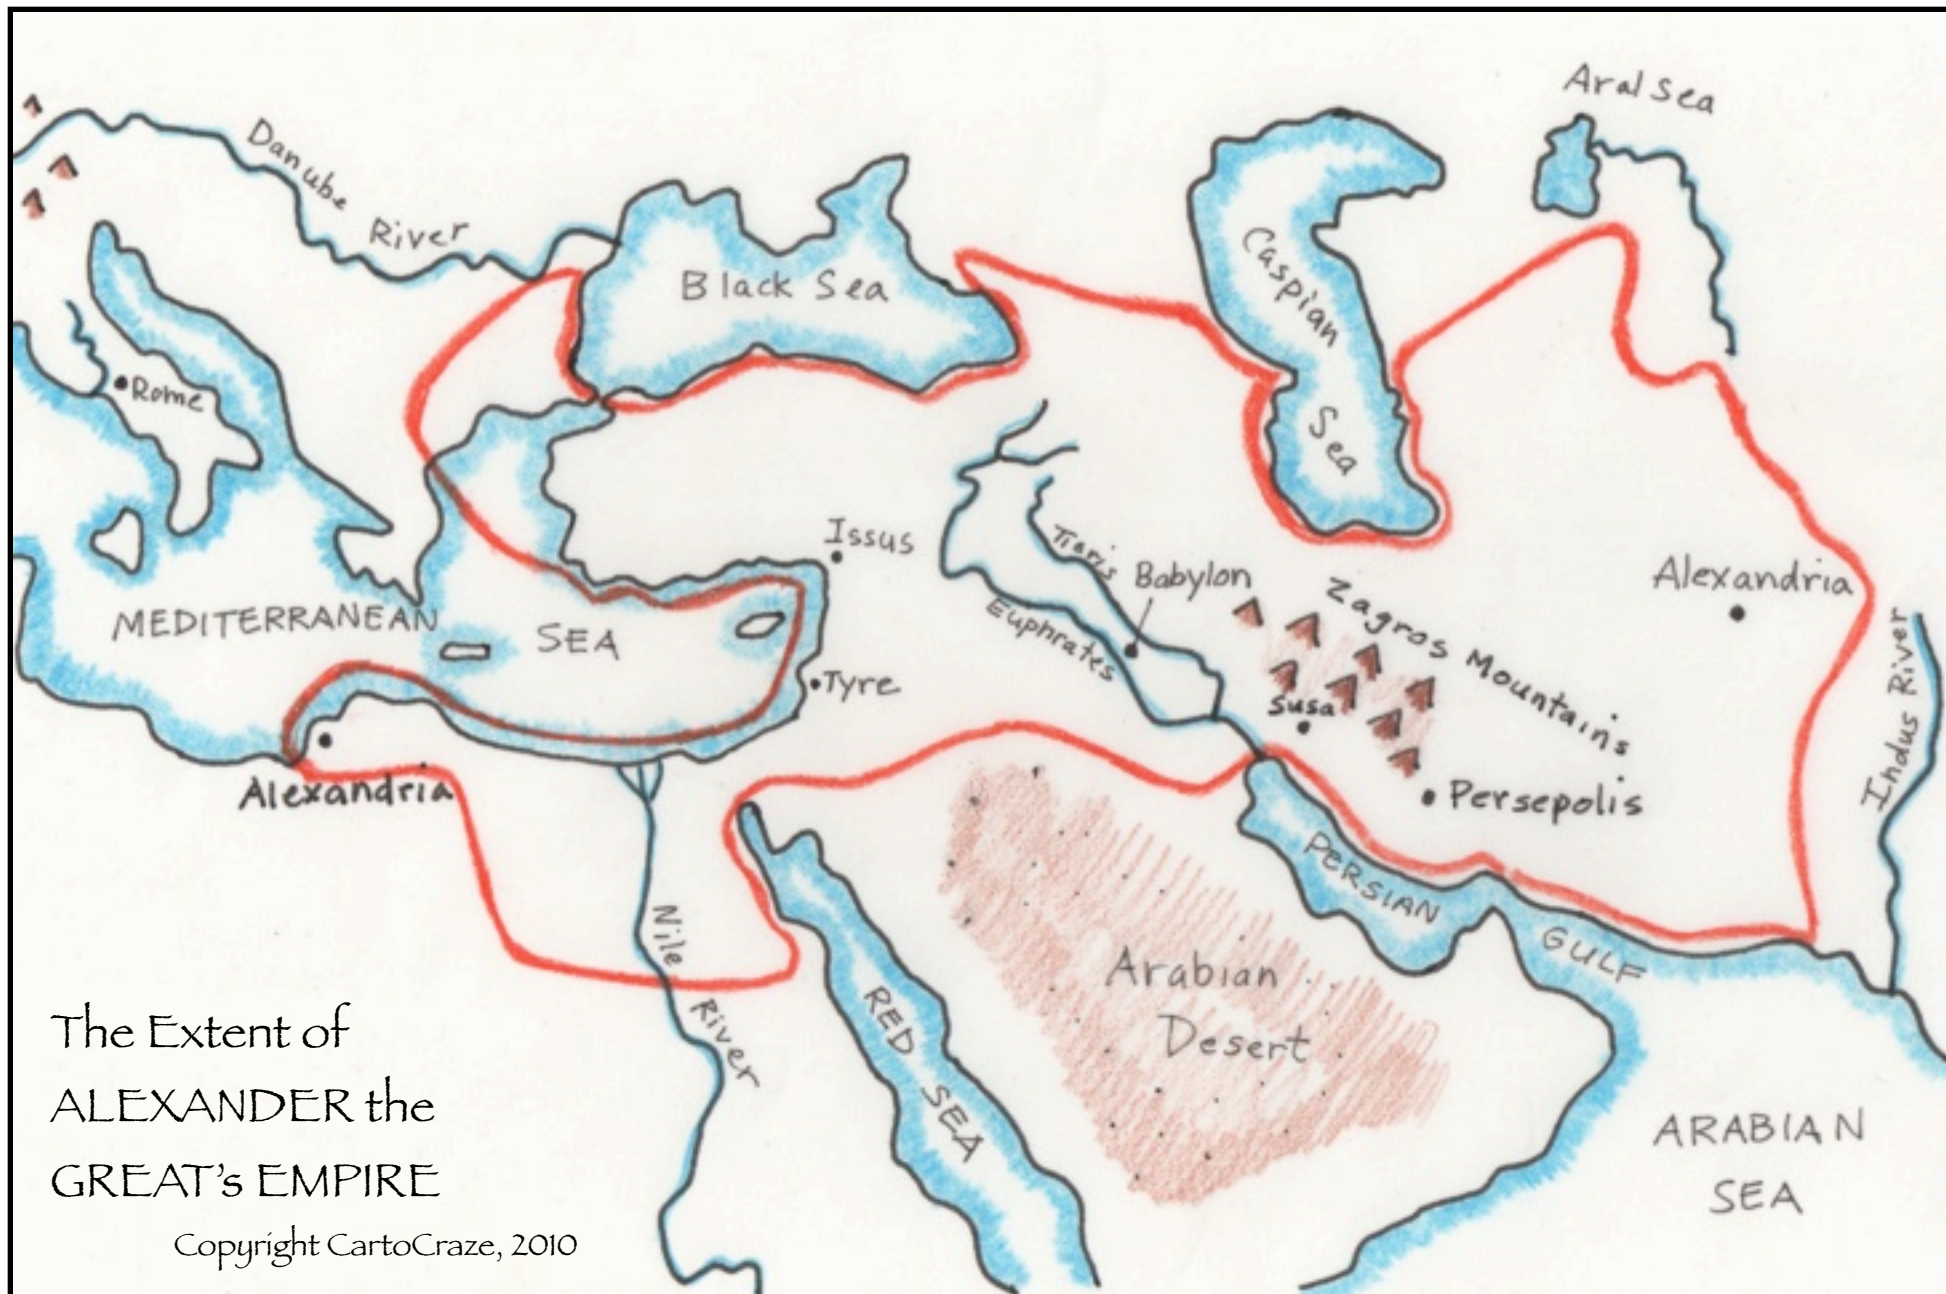 Aral Sea
Danube
River
Black Sea
Caspian
Sea
Rome
Issus
Tigris
Babylon
Euphrates
Zagros Mountains
Alexandria
MEDITERRANEAN
SEA
Tyre
Susa
Persepolis
Indus River
Alexandria
PERSIAN
GULF
Nile
River
RED SEA
Arabian
Desert
ARABIAN
SEA
The Extent of
ALEXANDER the
GREAT's EMPIRE
Copyright CartoCraze, 2010